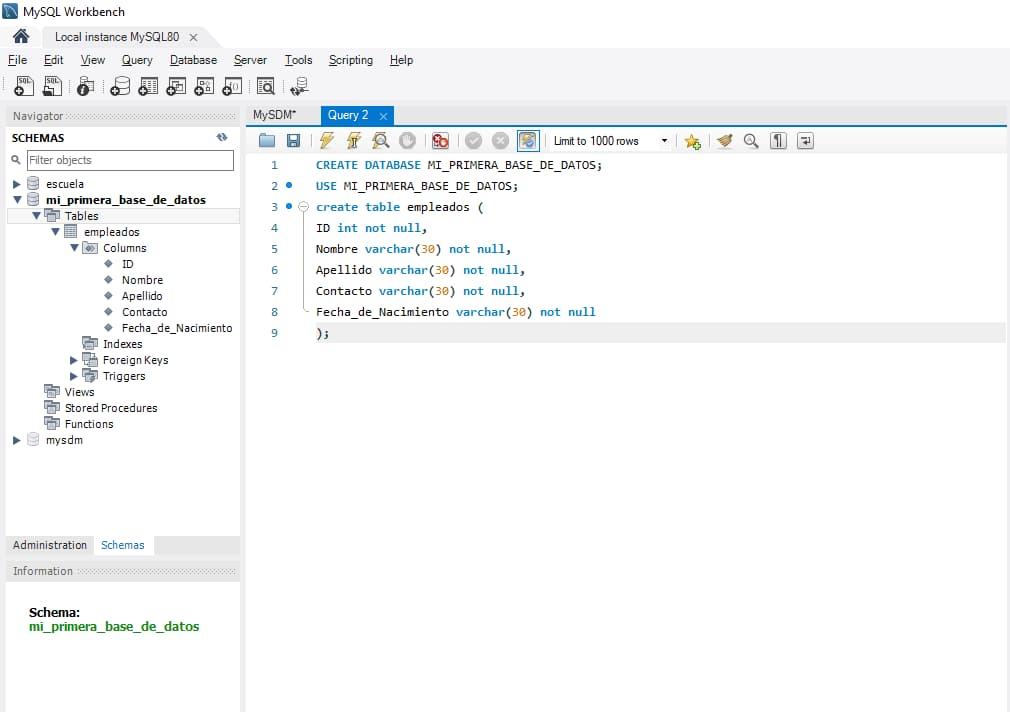 MySQL Workbench
Local instance MySQL80
File Edit View Query Database Server Tools Scripting Help
Navigator
SCHEMAS
Filter objects
escuela
mi_primera_base_de_datos
Tables
empleados
Columns
ID
Nombre
Apellido
Contacto
Fecha_de_Nacimiento
Indexes
Foreign Keys
Triggers
Views
Stored Procedures
Functions
mysdm
Administration Schemas
Information
Schema:
mi_primera_base_de_datos
MySDM* Query 2
Limit to 1000 rows
1 CREATE DATABASE MI_PRIMERA_BASE_DE_DATOS;
2 USE MI_PRIMERA_BASE_DE_DATOS;
3 create table empleados (
4 ID int not null,
5 Nombre varchar(30) not null,
6 Apellido varchar(30) not null,
7 Contacto varchar(30) not null,
8 Fecha_de_Nacimiento varchar(30) not null
9 );